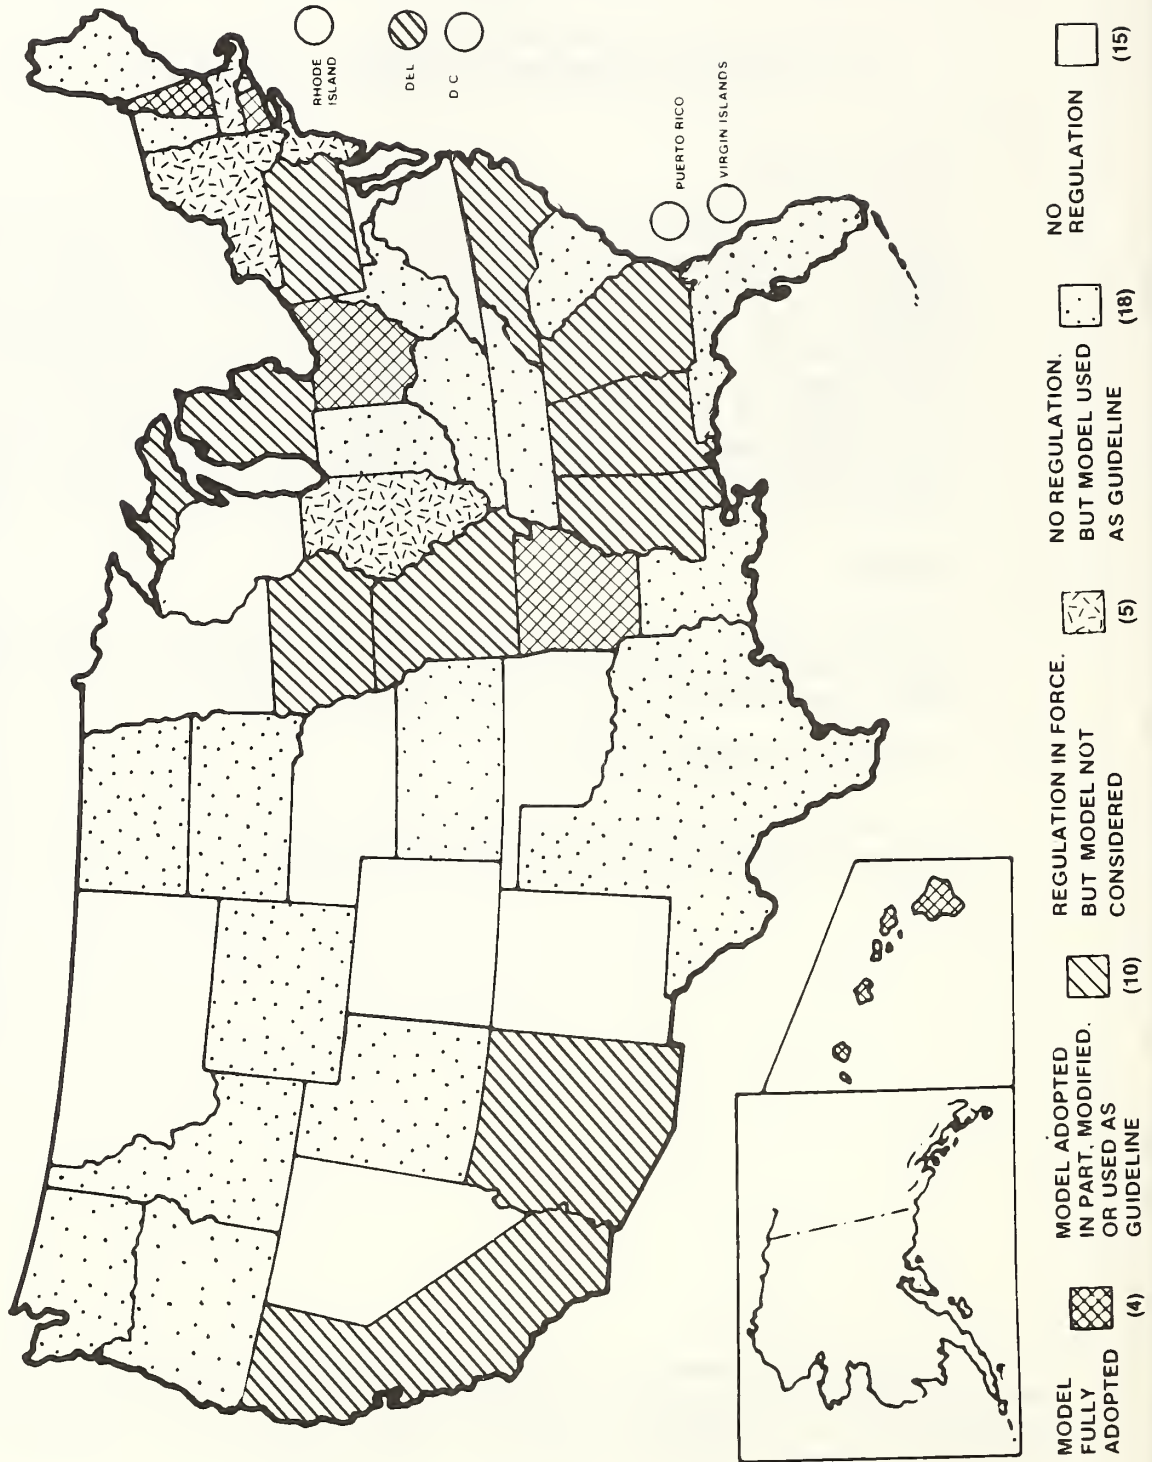 RHODE
ISLAND
DEL
D C
PUERTO RICO
VIRGIN ISLANDS
MODEL
FULLY
ADOPTED
(4)
MODEL ADOPTED
IN PART, MODIFIED.
OR USED AS
GUIDELINE
(10)
REGULATION IN FORCE.
BUT MODEL NOT
CONSIDERED
(5)
NO REGULATION.
BUT MODEL USED
AS GUIDELINE
(18)
NO
REGULATION
(15)